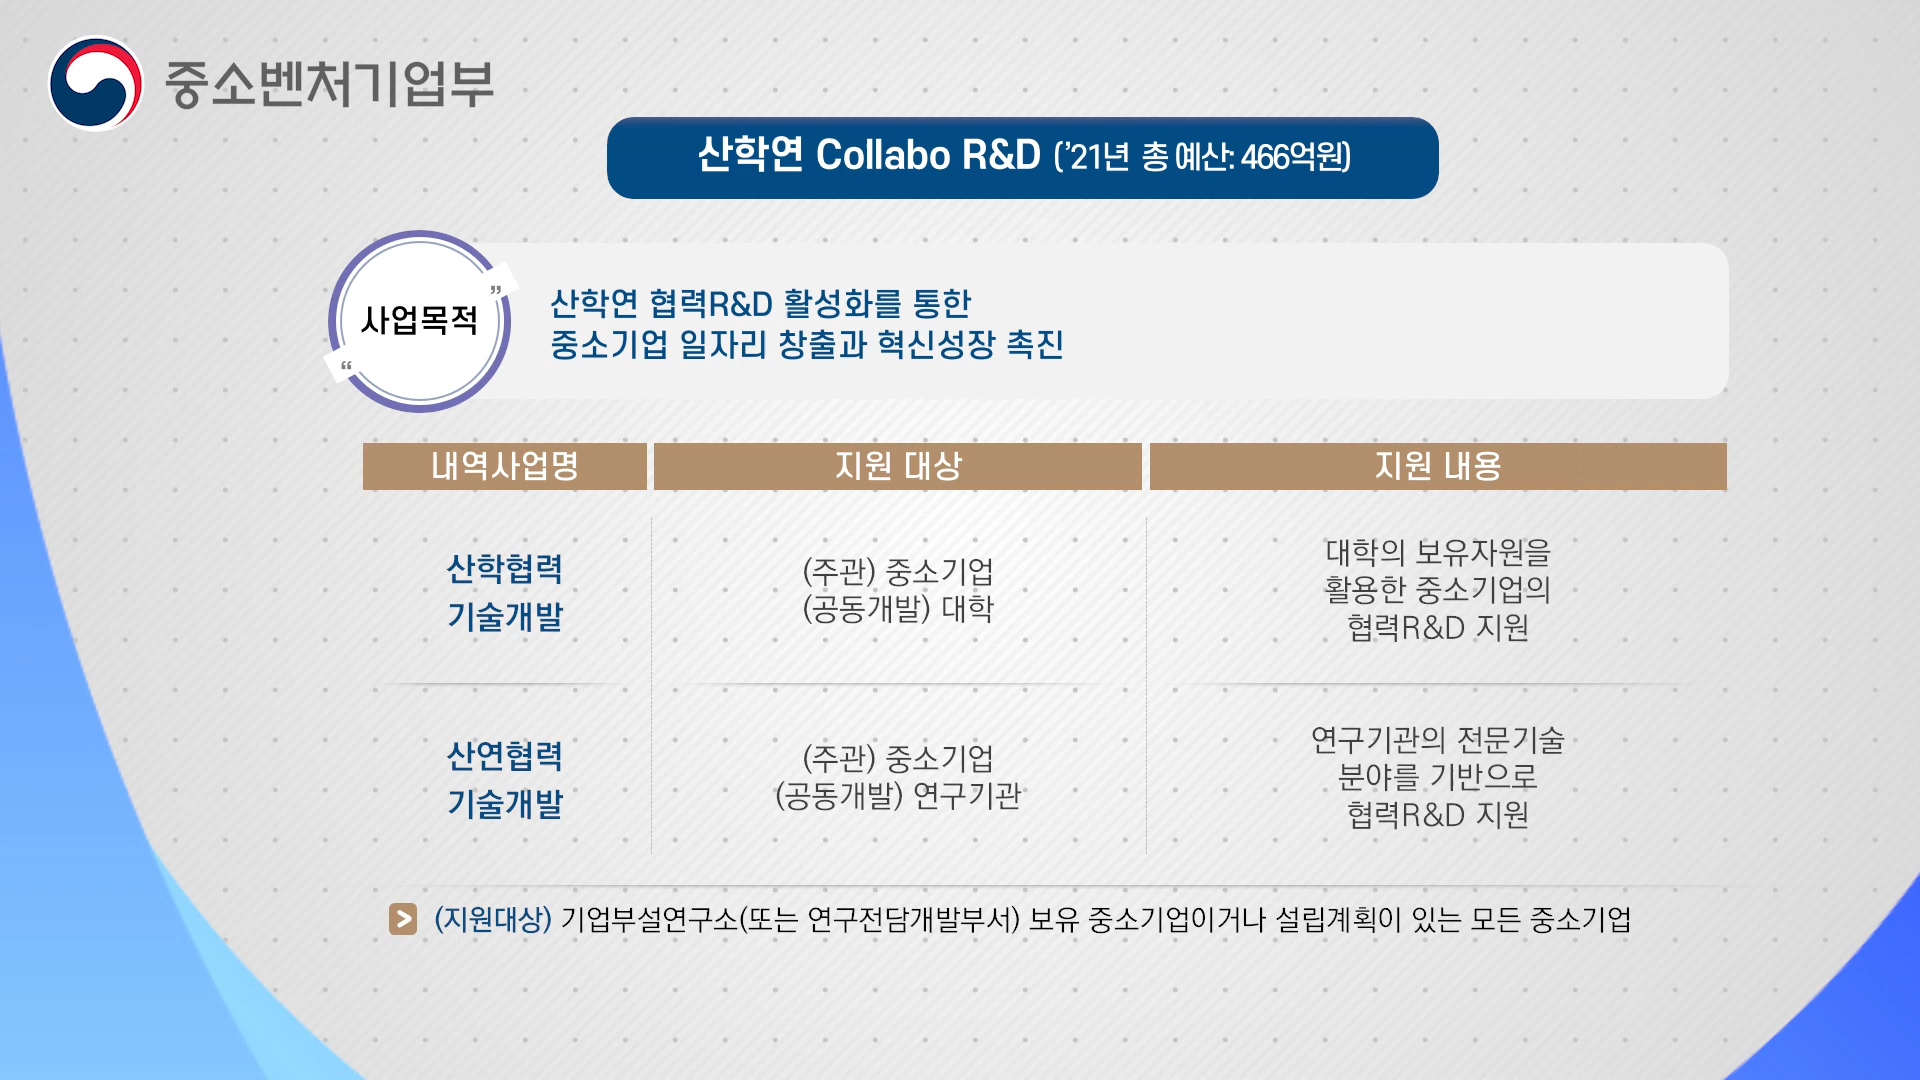 중소벤처기업부
산학연 Collabo R&D (’21년 총 예산: 466억원)
사업목적
산학연 협력R&D 활성화를 통한
중소기업 일자리 창출과 혁신성장 촉진
내역사업명 지원 대상 지원 내용
산학협력
기술개발
(주관) 중소기업
(공동개발) 대학
대학의 보유자원을
활용한 중소기업의
협력R&D 지원
산연협력
기술개발
(주관) 중소기업
(공동개발) 연구기관
연구기관의 전문기술
분야를 기반으로
협력R&D 지원
(지원대상) 기업부설연구소(또는 연구전담개발부서) 보유 중소기업이거나 설립계획이 있는 모든 중소기업